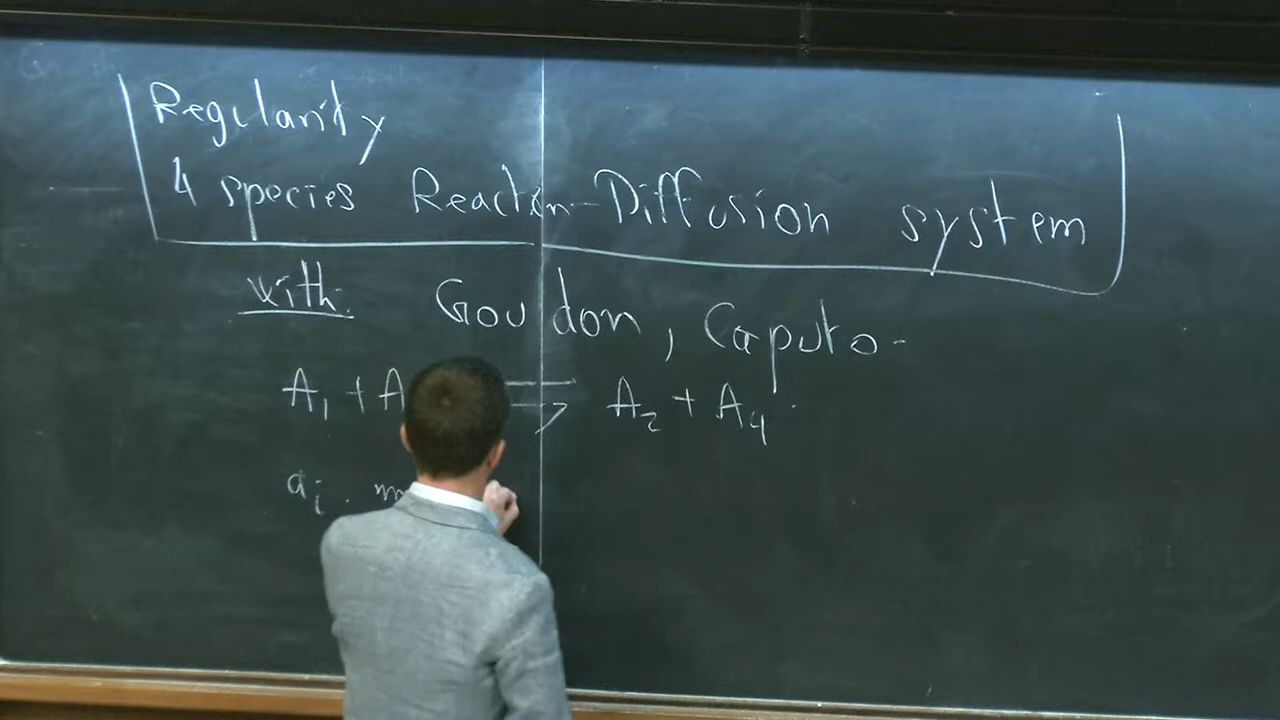 Regularity
4 species Reaction-Diffusion system
with: Goudon, Caputo.
A₁ + A ⇌ A₂ + A₄.
aᵢ : m